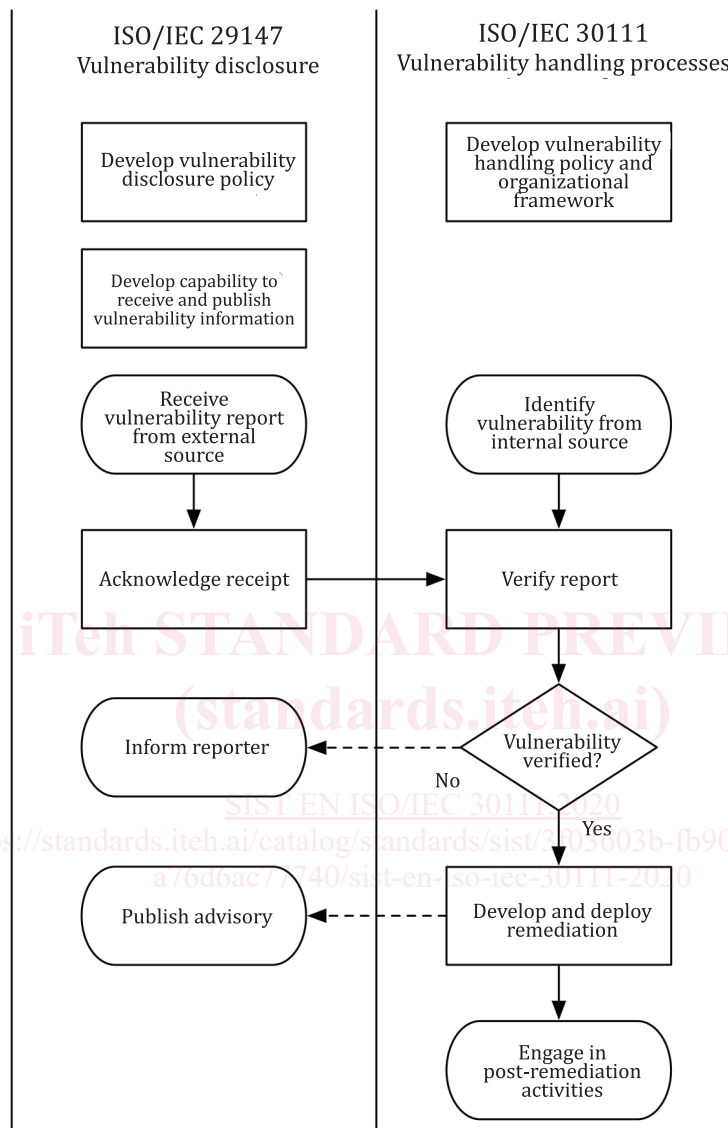 ISO/IEC 29147
Vulnerability disclosure
ISO/IEC 30111
Vulnerability handling processes
Develop vulnerability
disclosure policy
Develop vulnerability
handling policy and
organizational
framework
Develop capability to
receive and publish
vulnerability information
Receive
vulnerability report
from external
source
Identify
vulnerability from
internal source
Acknowledge receipt
Verify report
iTeh STANDARD PREVI
(standards.iteh.ai)
Inform reporter
Vulnerability
verified?
No
SIST EN ISO/IEC 30111:2020
Yes
s://standards.iteh.ai/catalog/standards/sist/3f03603b-fb90
a76d6ac77740/sist-en-iso-iec-30111-2020
Publish advisory
Develop and deploy
remediation
Engage in
post-remediation
activities